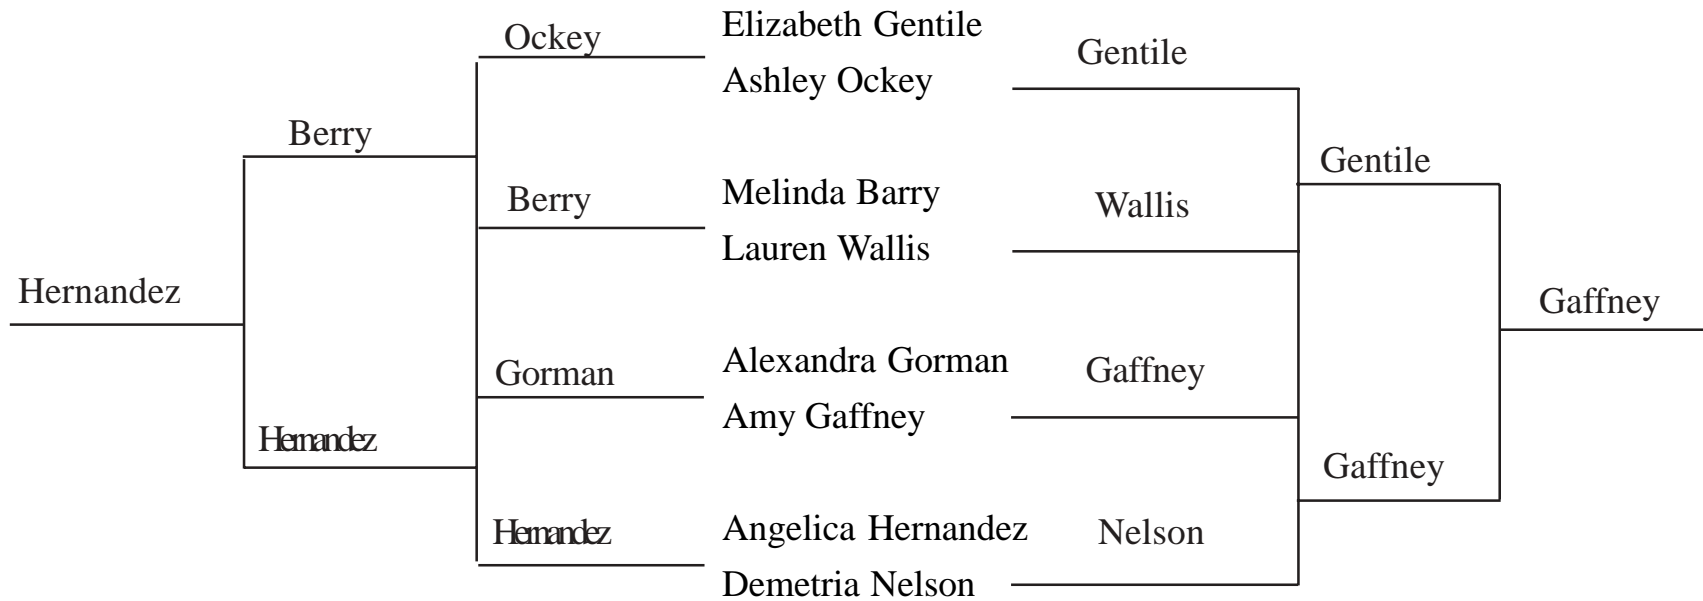 Ockey
Elizabeth Gentile
Gentile
Ashley Ockey
Berry
Gentile
Berry
Melinda Barry
Wallis
Lauren Wallis
Hernandez
Gaffney
Gorman
Alexandra Gorman
Gaffney
Amy Gaffney
Hernandez
Gaffney
Hernandez
Angelica Hernandez
Nelson
Demetria Nelson